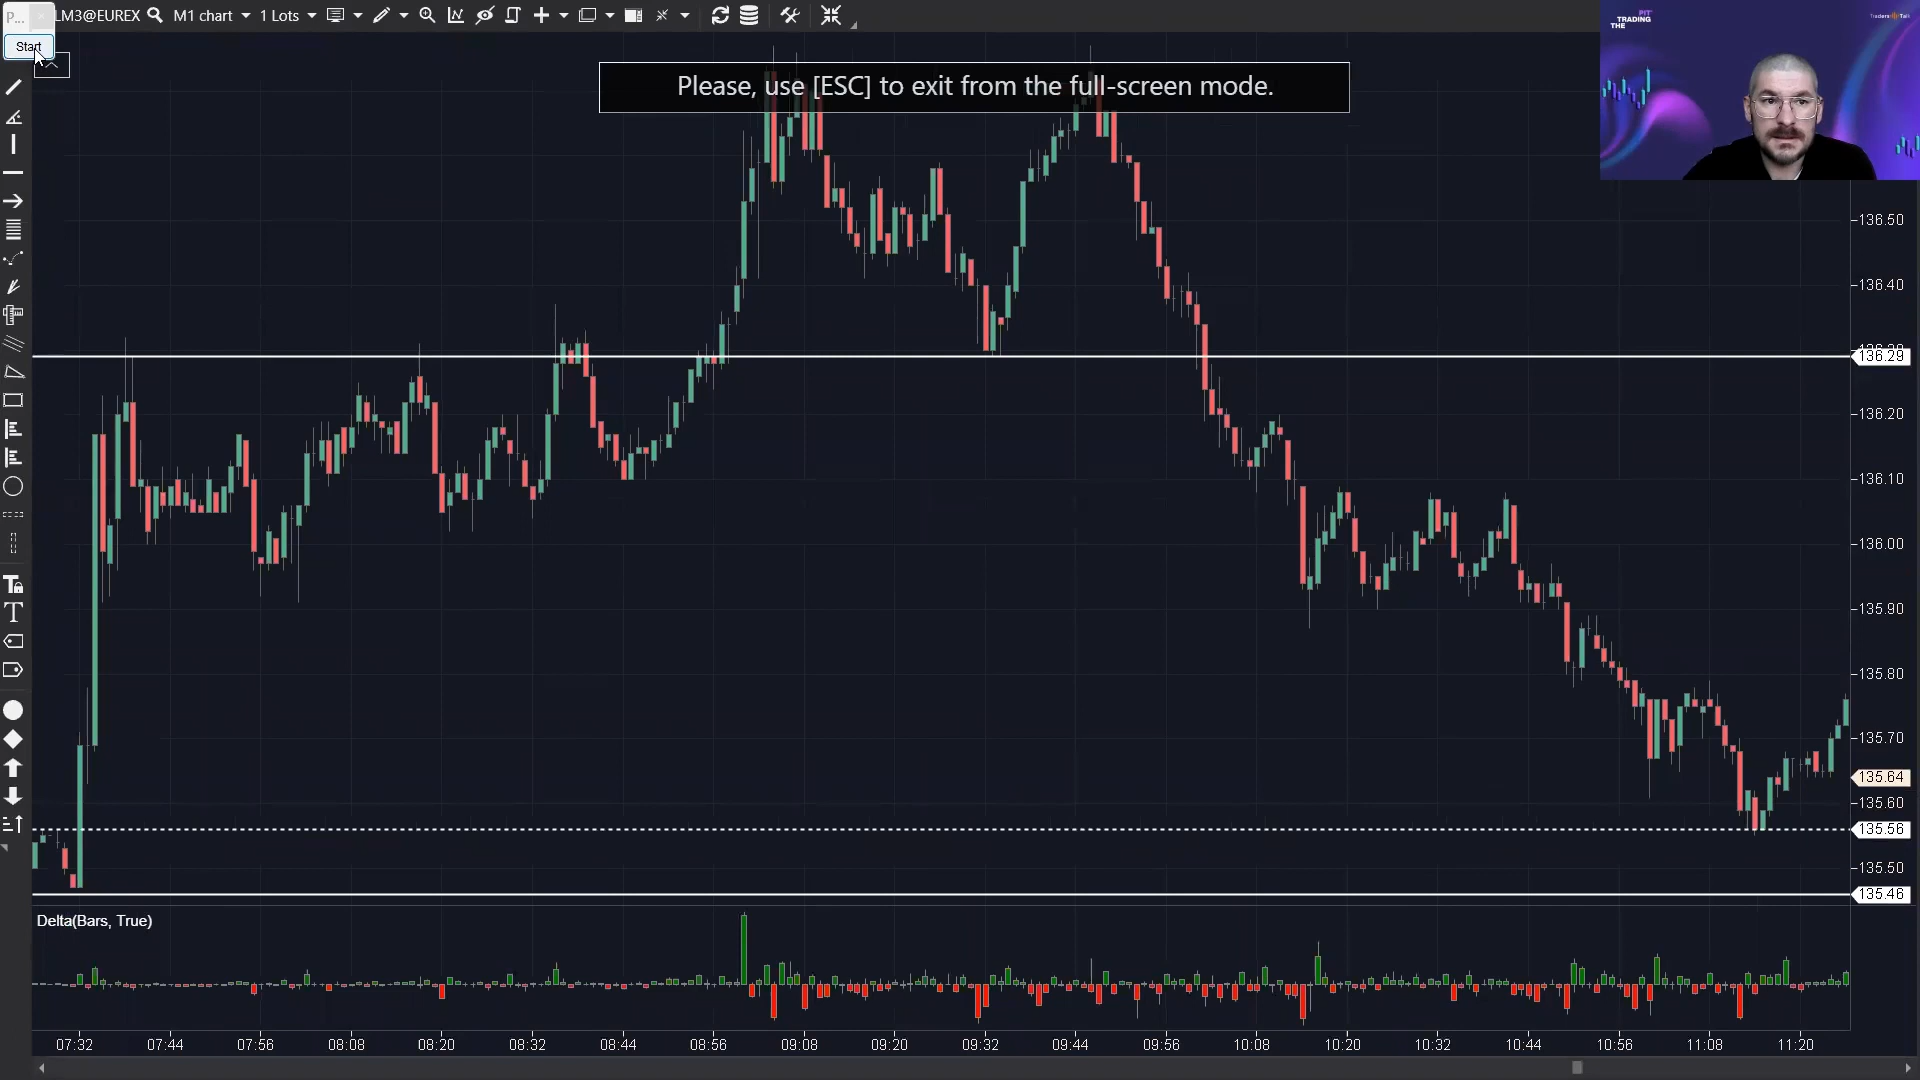 P...
LM3@EUREX
M1 chart
1 Lots
Start
Please, use [ESC] to exit from the full-screen mode.
THE
TRADING
PIT
136.50
136.40
136.29
136.20
136.10
136.00
135.90
135.80
135.70
135.64
135.60
135.56
135.50
135.46
Delta(Bars, True)
07:32 07:44 07:56 08:08 08:20 08:32 08:44 08:56 09:08 09:20 09:32 09:44 09:56 10:08 10:20 10:32 10:44 10:56 11:08 11:20